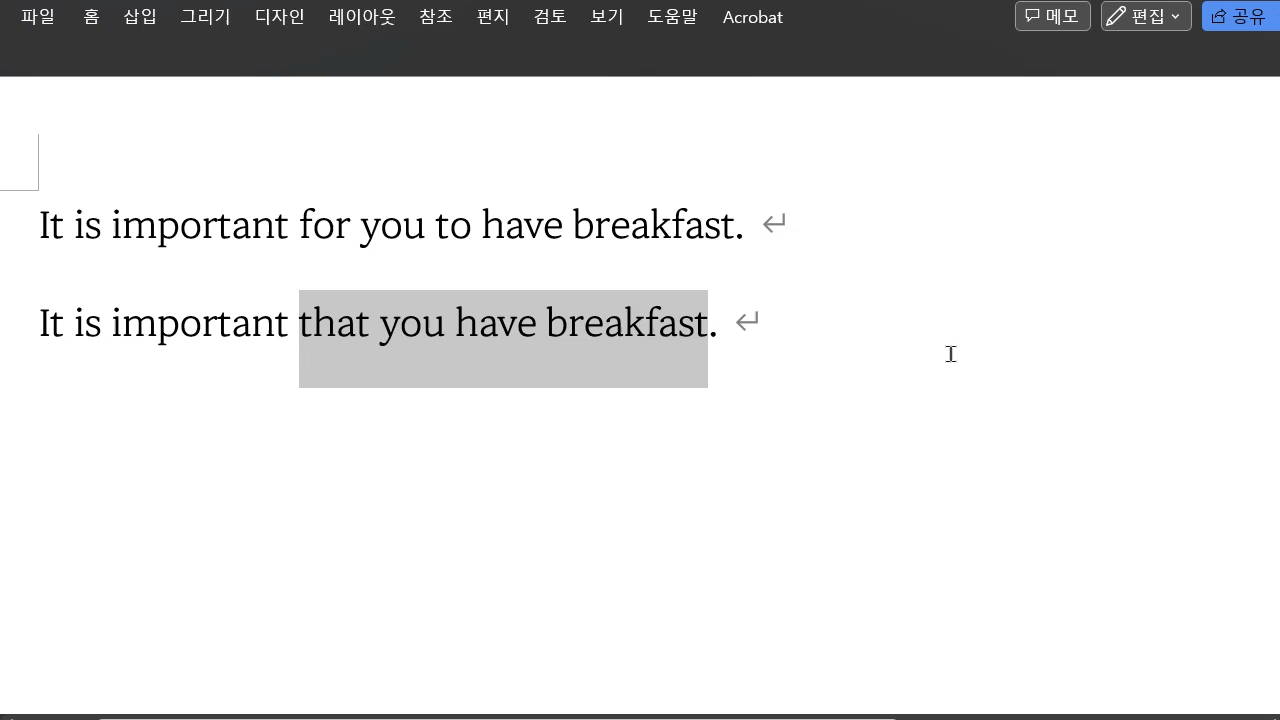 파일 홈 삽입 그리기 디자인 레이아웃 참조 편지 검토 보기 도움말 Acrobat 메모 편집 공유
It is important for you to have breakfast.
It is important that you have breakfast.